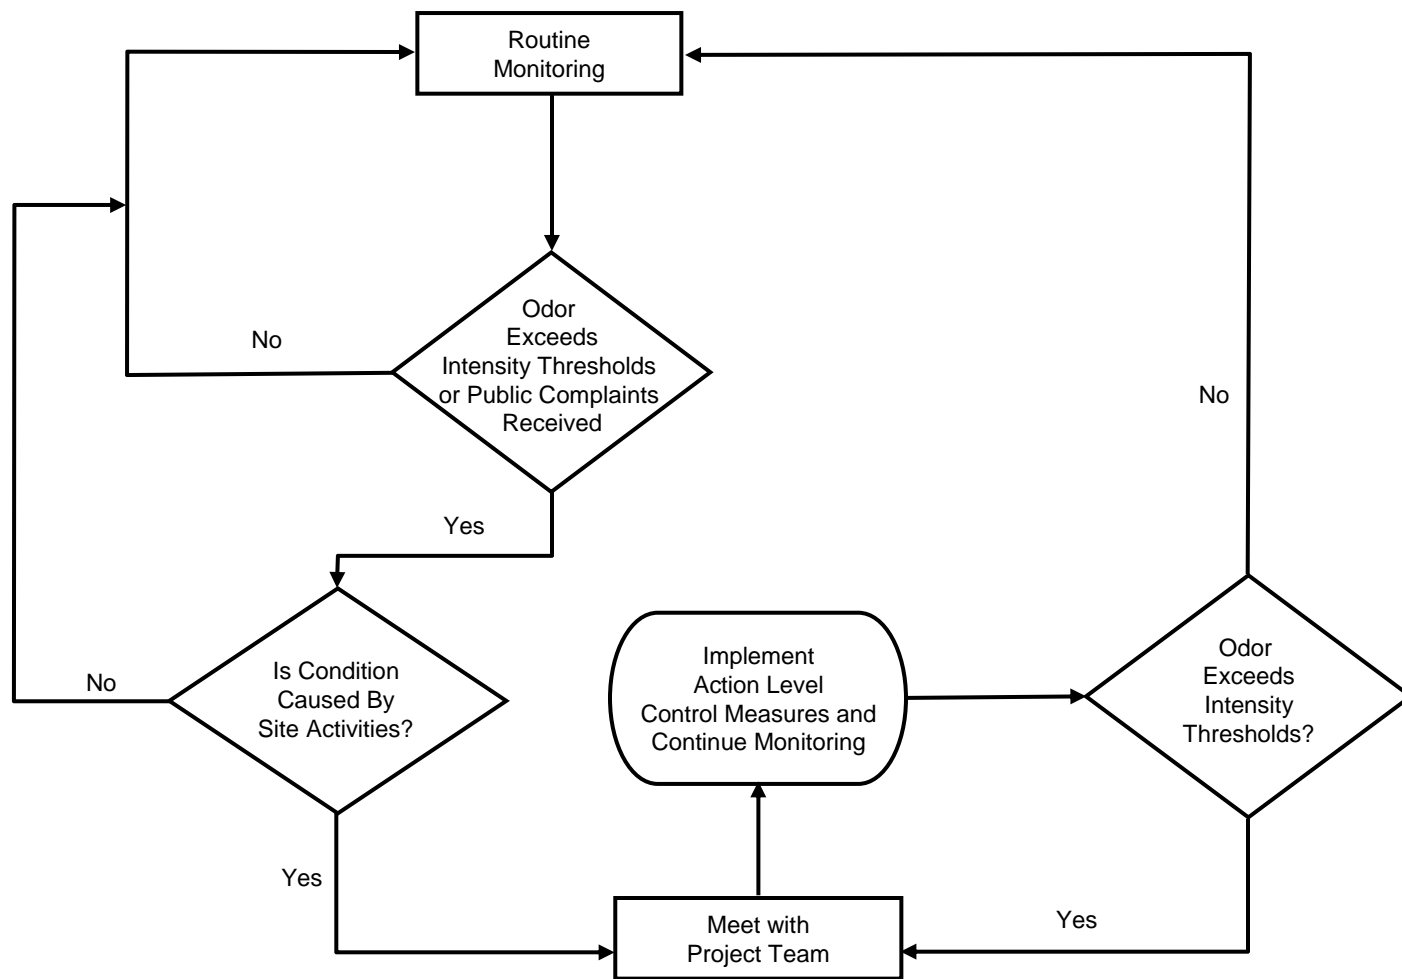 Routine
Monitoring
Odor
Exceeds
Intensity Thresholds
or Public Complaints
Received
No
Yes
Is Condition
Caused By
Site Activities?
No
Yes
Implement
Action Level
Control Measures and
Continue Monitoring
Odor
Exceeds
Intensity
Thresholds?
No
Yes
Meet with
Project Team